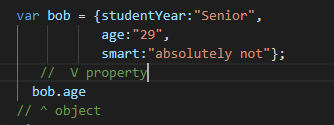 var bob = {studentYear:"Senior",
age:"29",
smart:"absolutely not"};
// V property
bob.age
// ^ object